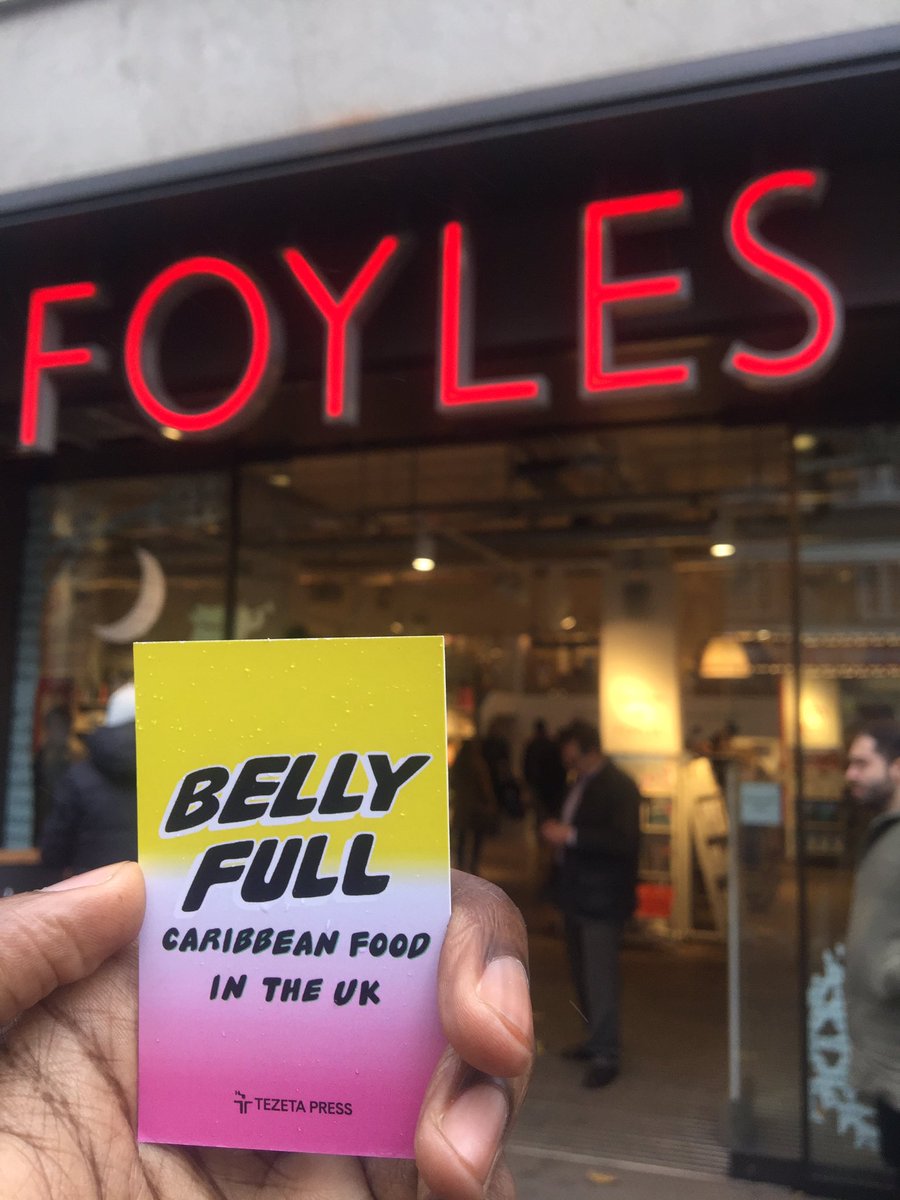 FOYLES
BELLY
FULL
CARIBBEAN FOOD
IN THE UK
TEZETA PRESS